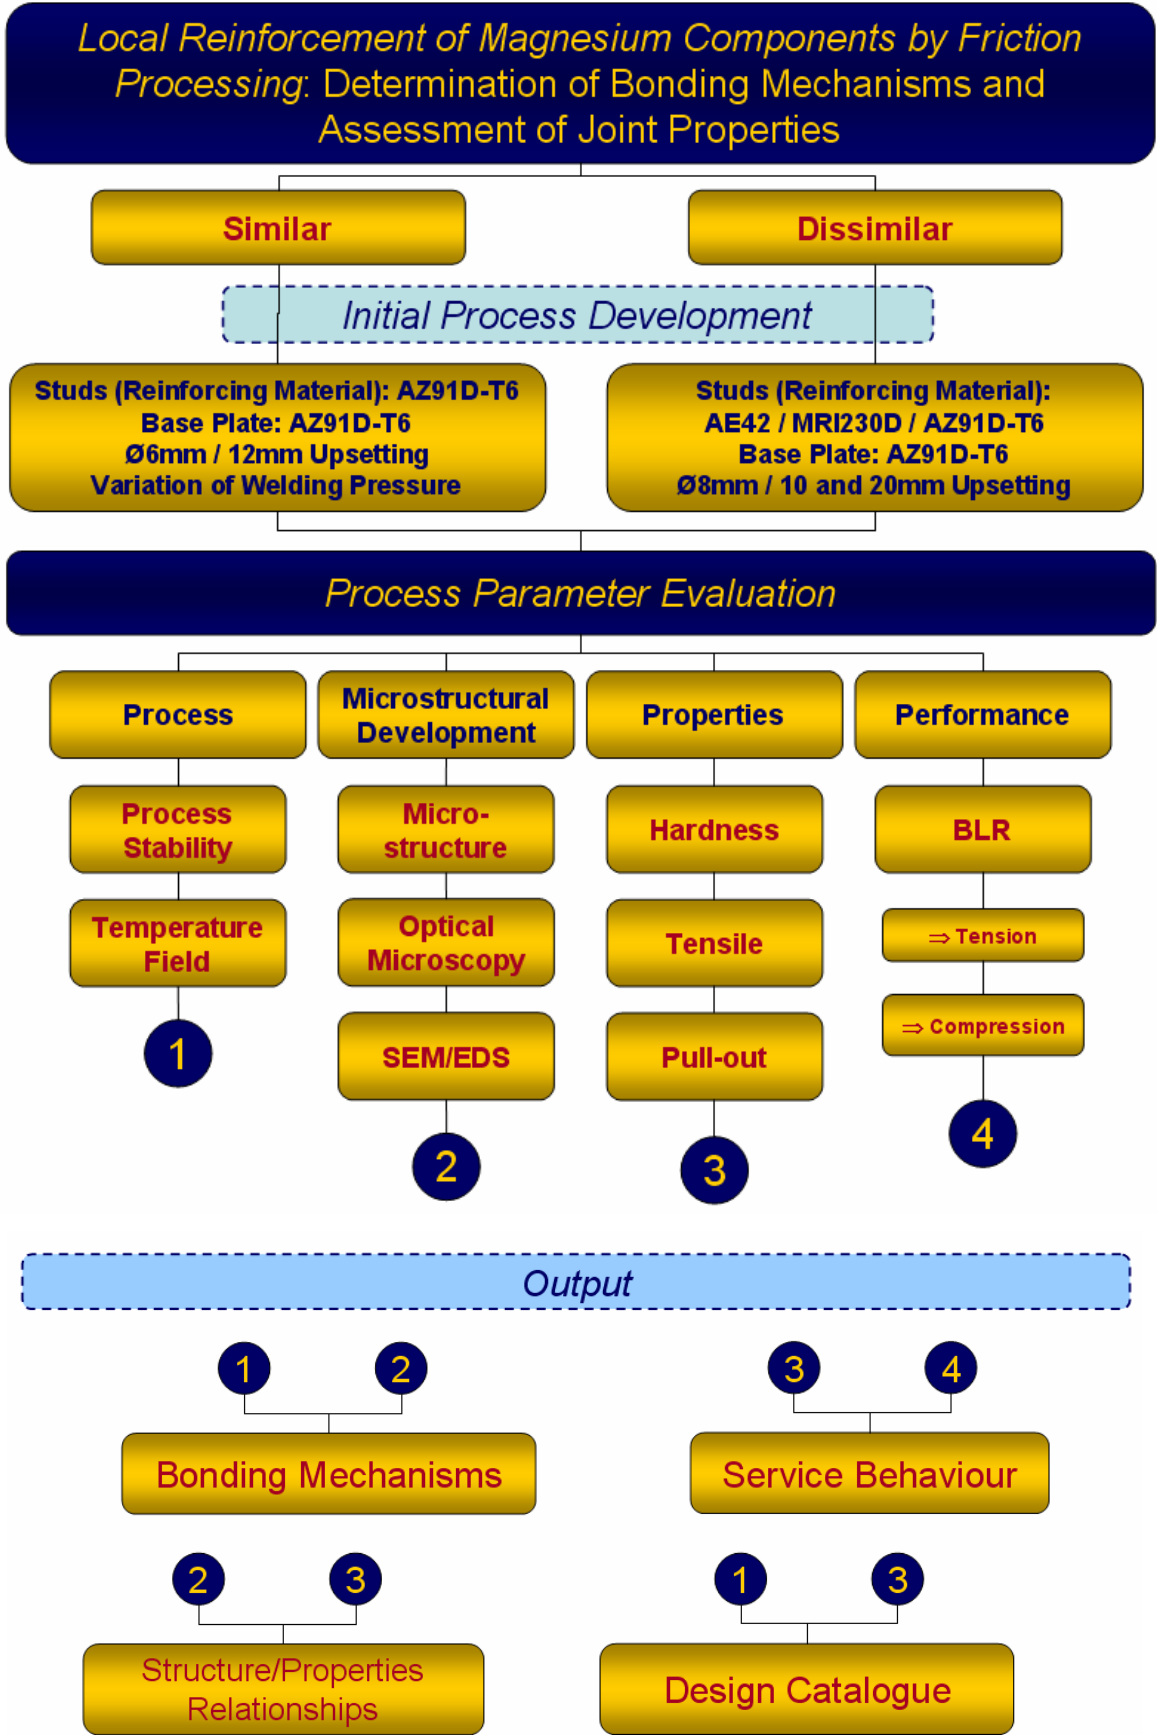 Local Reinforcement of Magnesium Components by Friction
Processing: Determination of Bonding Mechanisms and
Assessment of Joint Properties
Similar
Dissimilar
Initial Process Development
Studs (Reinforcing Material): AZ91D-T6
Base Plate: AZ91D-T6
Ø6mm / 12mm Upsetting
Variation of Welding Pressure
Studs (Reinforcing Material):
AE42 / MRI230D / AZ91D-T6
Base Plate: AZ91D-T6
Ø8mm / 10 and 20mm Upsetting
Process Parameter Evaluation
Process
Process
Stability
Temperature
Field
1
Microstructural
Development
Micro-
structure
Optical
Microscopy
SEM/EDS
2
Properties
Hardness
Tensile
Pull-out
3
Performance
BLR
⇒ Tension
⇒ Compression
4
Output
1 2
Bonding Mechanisms
3 4
Service Behaviour
2 3
Structure/Properties
Relationships
1 3
Design Catalogue